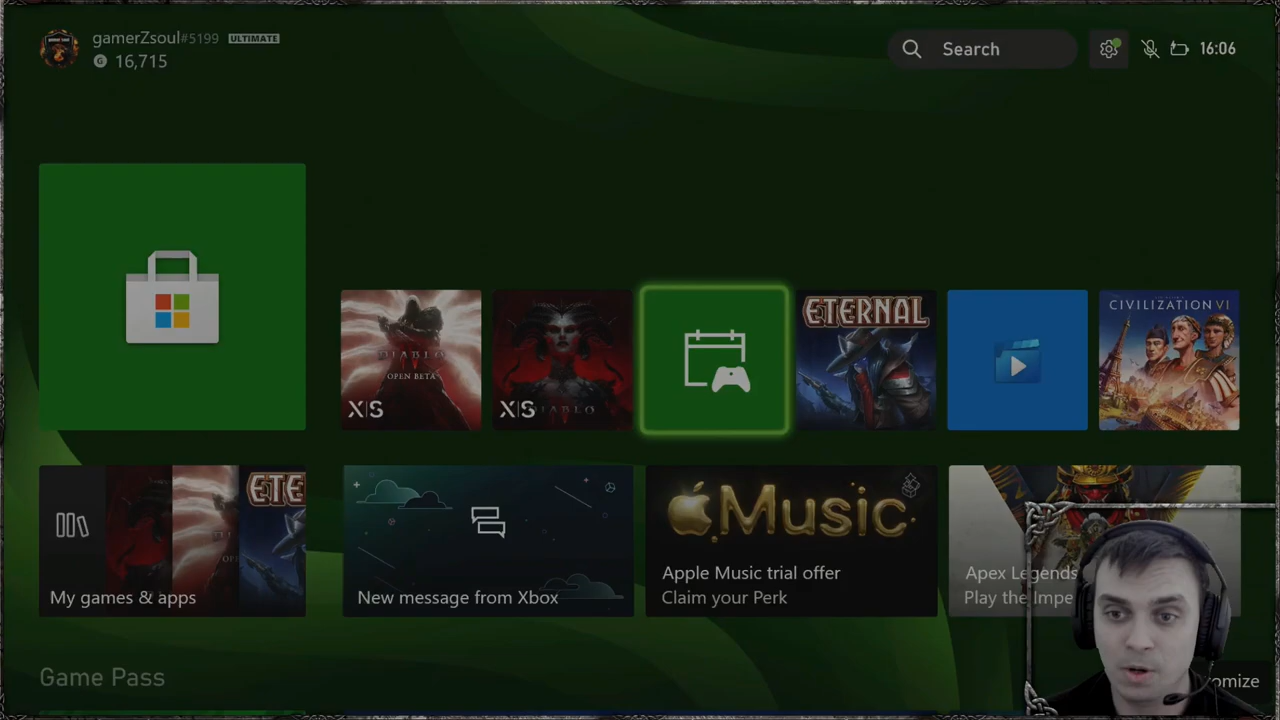 gamerZsoul#5199 ULTIMATE
G 16,715
Search
16:06
DIABLO
OPEN BETA
X|S
X|S
DIABLO
ETERNAL
CIVILIZATION VI
ETE
My games & apps
New message from Xbox
Music
Apple Music trial offer
Claim your Perk
Apex Legends
Play the Impe
Game Pass
omize